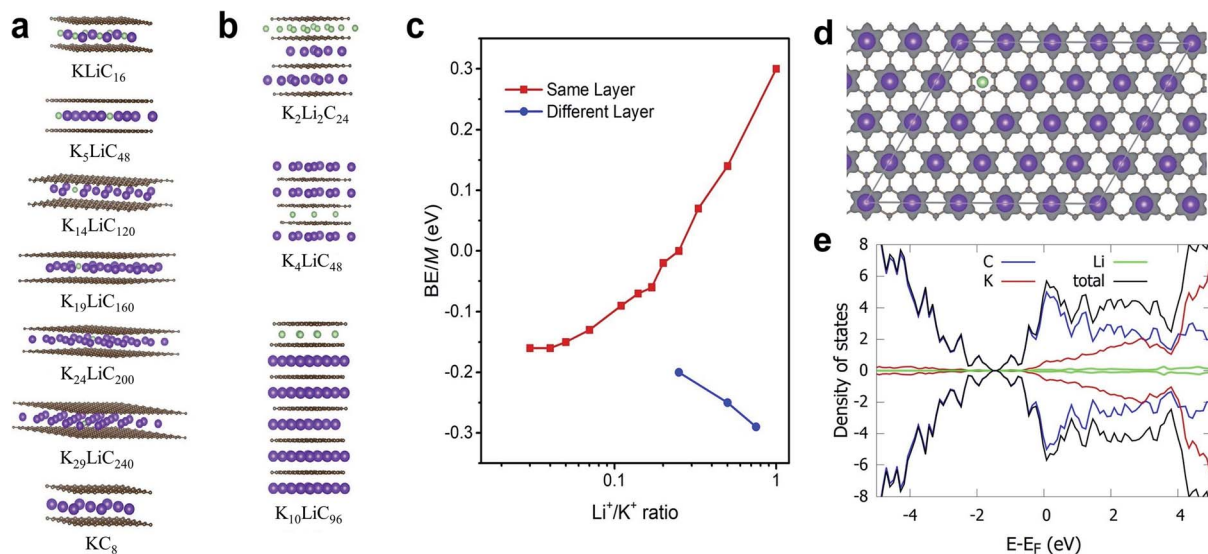 a
KLiC16
K5LiC48
K14LiC120
K19LiC160
K24LiC200
K29LiC240
KC8
b
K2Li2C24
K4LiC48
K10LiC96
c
Same Layer
Different Layer
BE/M (eV)
0.3
0.2
0.1
0.0
-0.1
-0.2
-0.3
0.1
1
Li+/K+ ratio
d
e
C
Li
K
total
Density of states
8
6
4
2
0
-2
-4
-6
-8
-4
-2
0
2
4
E-EF (eV)